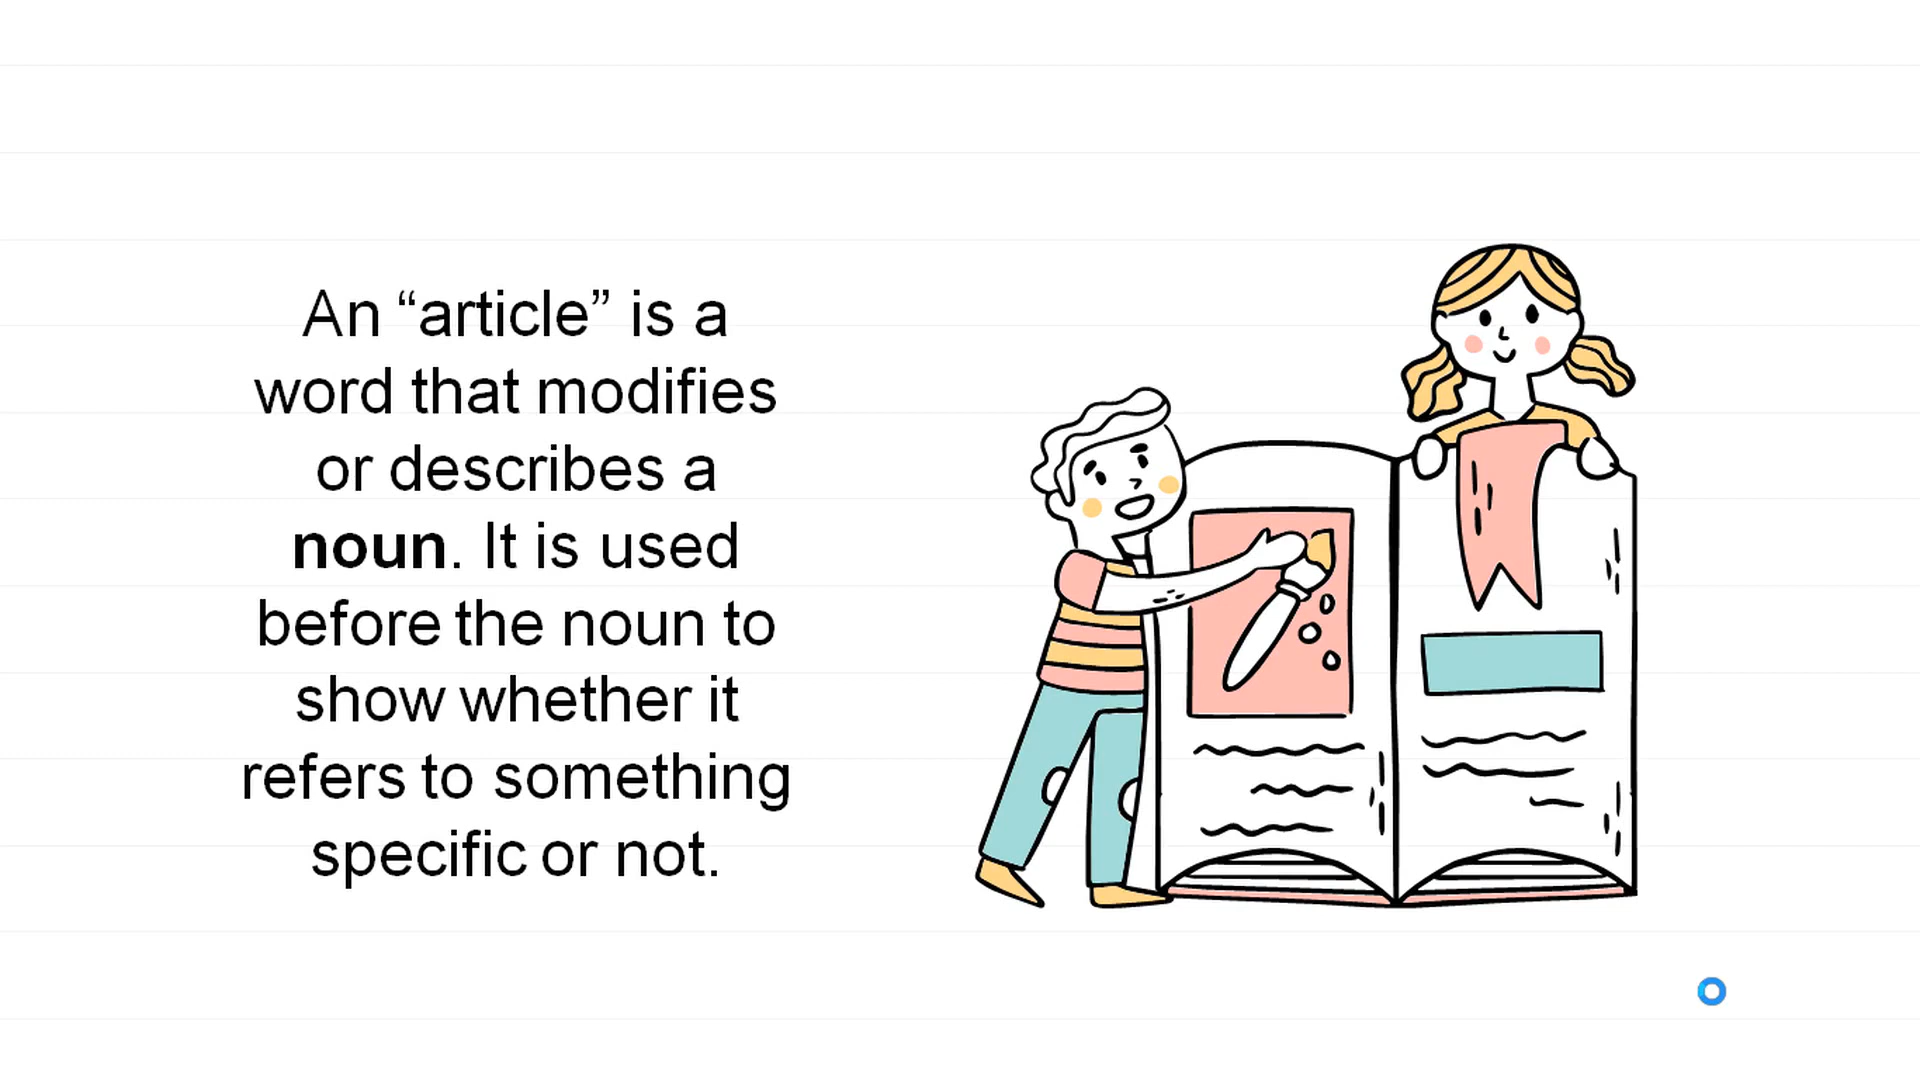 An “article” is a
word that modifies
or describes a
noun. It is used
before the noun to
show whether it
refers to something
specific or not.